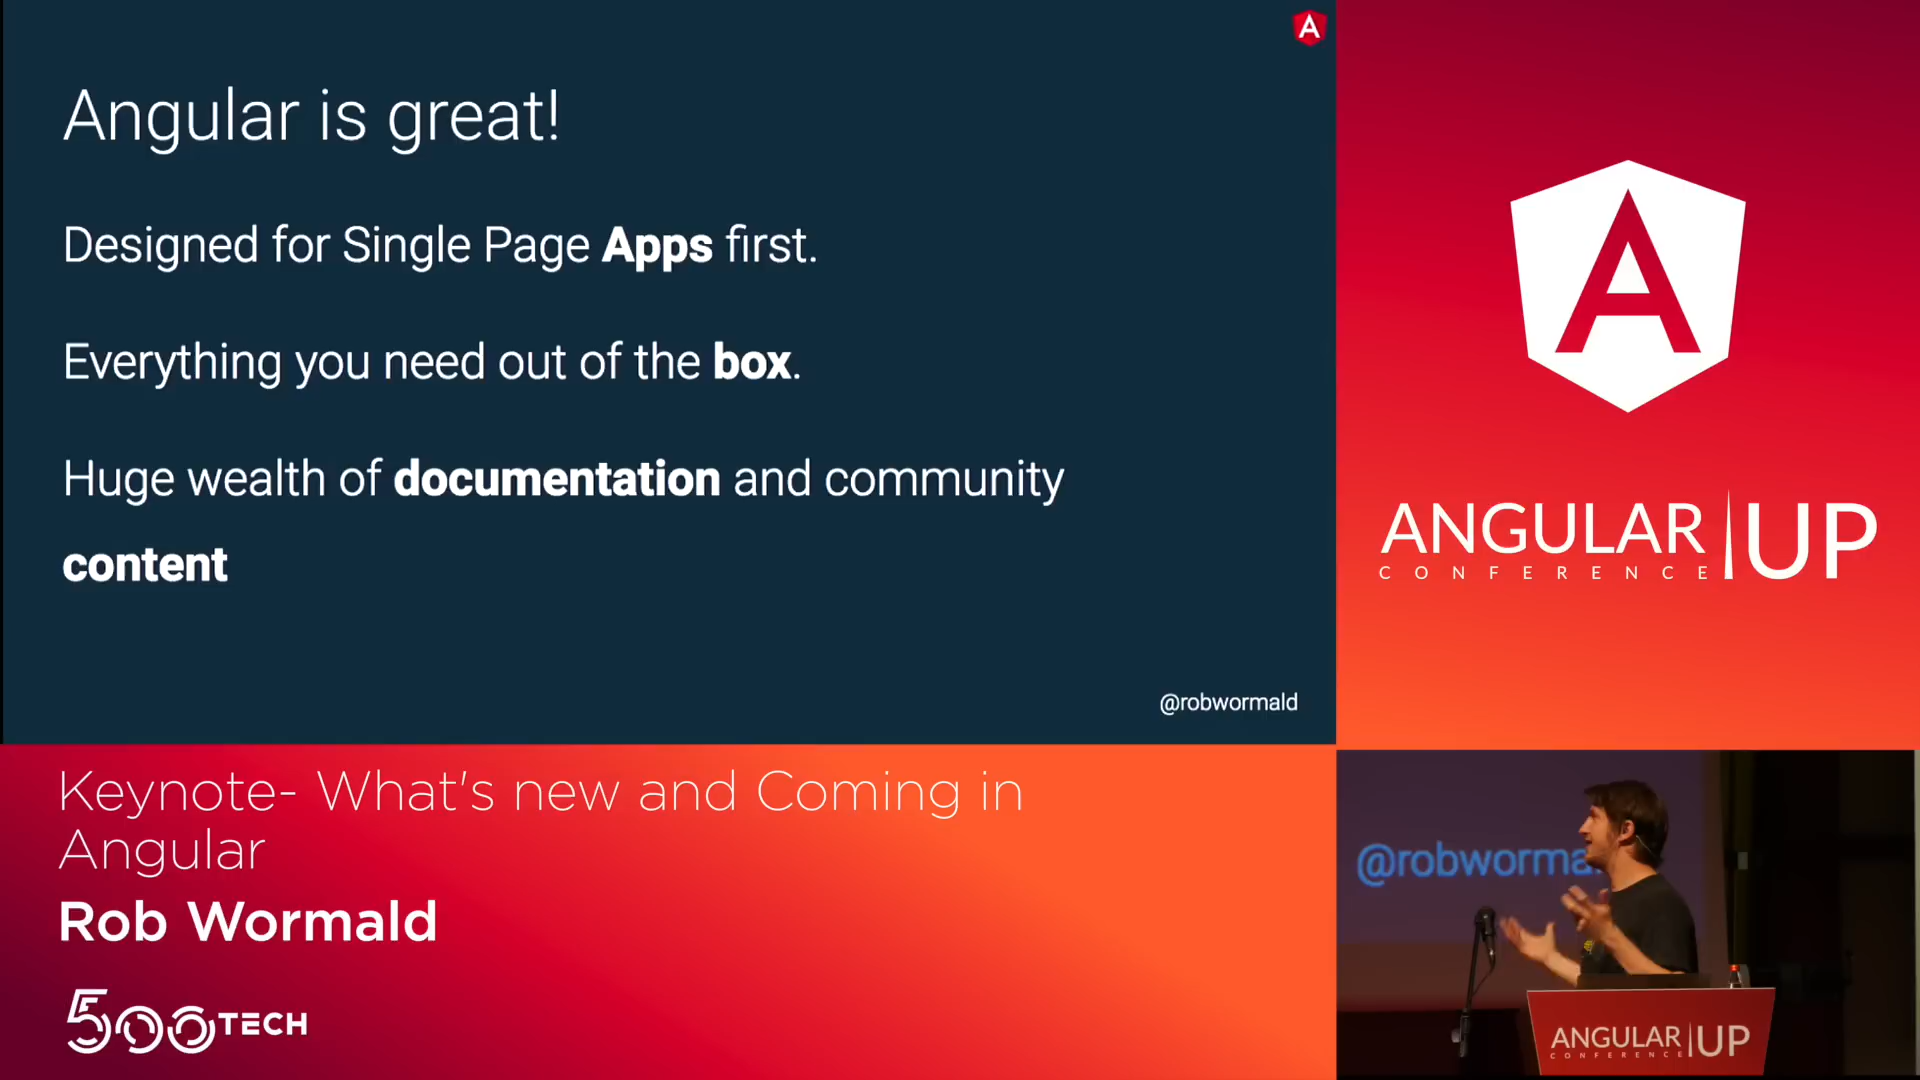 Angular is great!
Designed for Single Page Apps first.
Everything you need out of the box.
Huge wealth of documentation and community
content
@robwormald
ANGULAR UP
CONFERENCE
Keynote- What's new and Coming in
Angular
Rob Wormald
500TECH
@robworma
ANGULAR UP
CONFERENCE